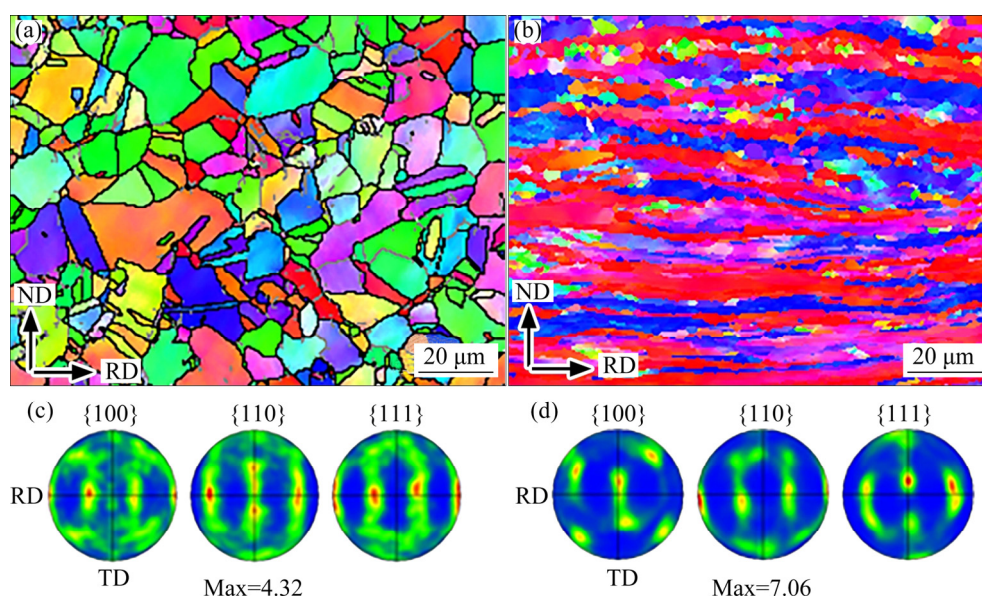 (a)
(b)
ND
RD
20 μm
ND
RD
20 μm
(c)
{100}
{110}
{111}
(d)
{100}
{110}
{111}
RD
RD
TD
Max=4.32
TD
Max=7.06